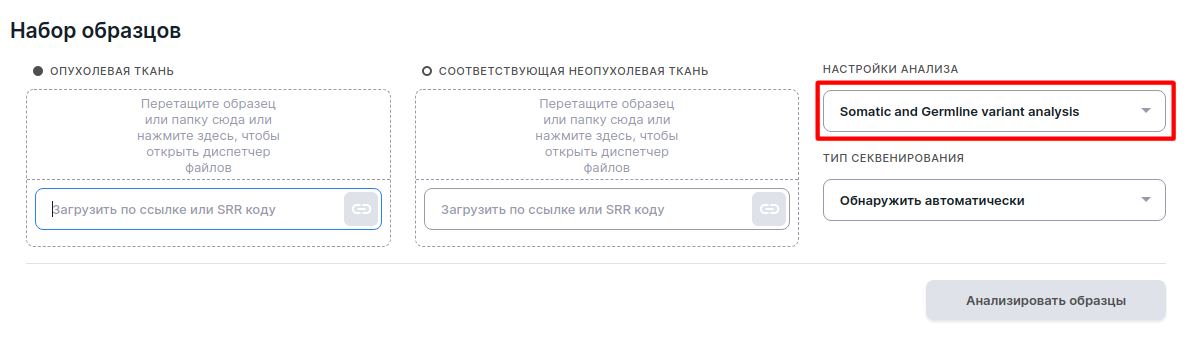 Набор образцов
ОПУХОЛЕВАЯ ТКАНЬ
Перетащите образец
или папку сюда или
нажмите здесь, чтобы
открыть диспетчер
файлов
Загрузить по ссылке или SRR коду
СООТВЕТСТВУЮЩАЯ НЕОПУХОЛЕВАЯ ТКАНЬ
Перетащите образец
или папку сюда или
нажмите здесь, чтобы
открыть диспетчер
файлов
Загрузить по ссылке или SRR коду
НАСТРОЙКИ АНАЛИЗА
Somatic and Germline variant analysis
ТИП СЕКВЕНИРОВАНИЯ
Обнаружить автоматически
Анализировать образцы